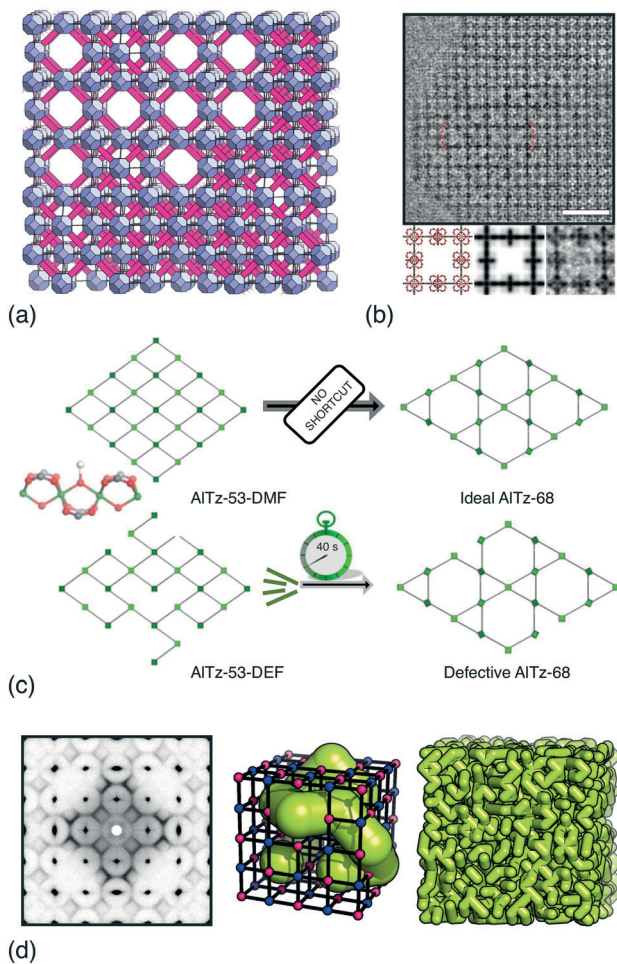 (a)
(b)
NO
SHORTCUT
AlTz-53-DMF
Ideal AlTz-68
40 s
AlTz-53-DEF
Defective AlTz-68
(c)
(d)